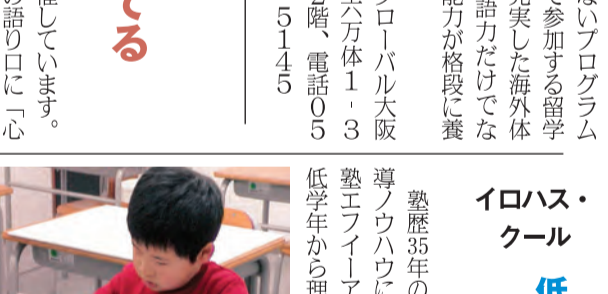 いプログラム
参加する留学
充実した海外体
語力だけでな
能力が格段に養
グローバル大阪
六万体１-３
階、電話０５
５１４５
てる
催しています。
の語り口に「心
イロハス・
クール
塾歴35年の
導ノウハウに
塾エフイーア
低学年から理